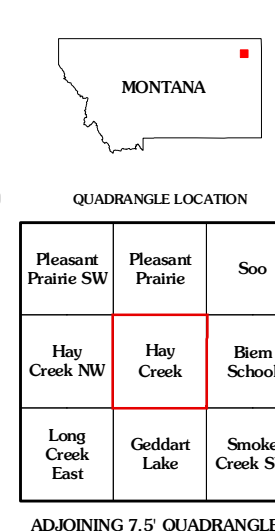 MONTANA
QUADRANGLE LOCATION
Pleasant Prairie SW
Pleasant Prairie
Soo
Hay Creek NW
Hay Creek
Biem School
Long Creek East
Geddart Lake
Smoke Creek
ADJOINING 7.5' QUADRANGLE